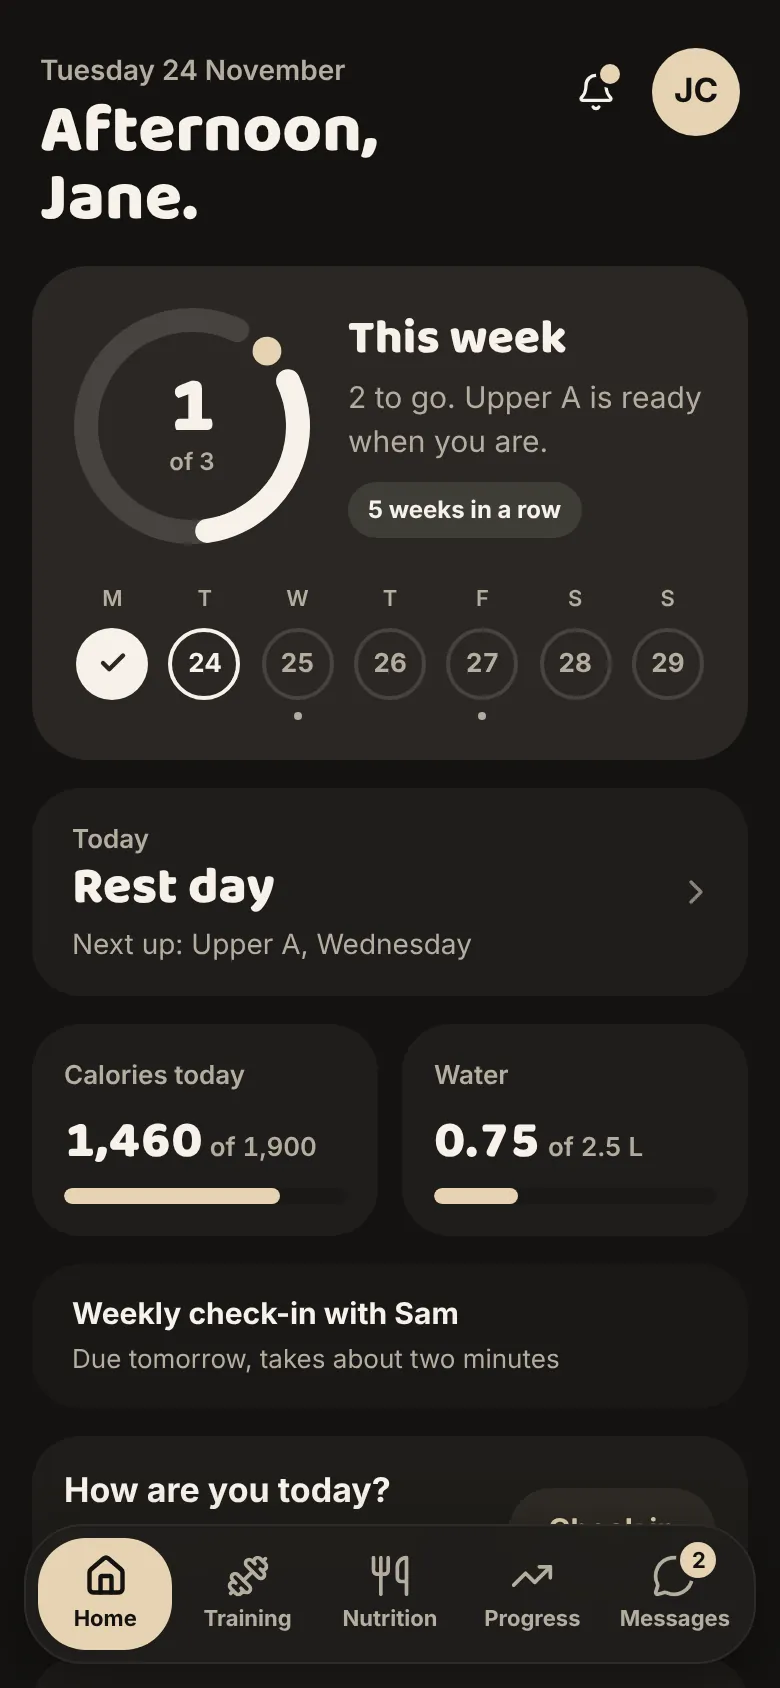 Tuesday 24 November
Afternoon,
Jane.
JC
1
of 3
This week
2 to go. Upper A is ready
when you are.
5 weeks in a row
M T W T F S S
24 25 26 27 28 29
Today
Rest day
Next up: Upper A, Wednesday
Calories today
1,460 of 1,900
Water
0.75 of 2.5 L
Weekly check-in with Sam
Due tomorrow, takes about two minutes
How are you today?
2
Home Training Nutrition Progress Messages